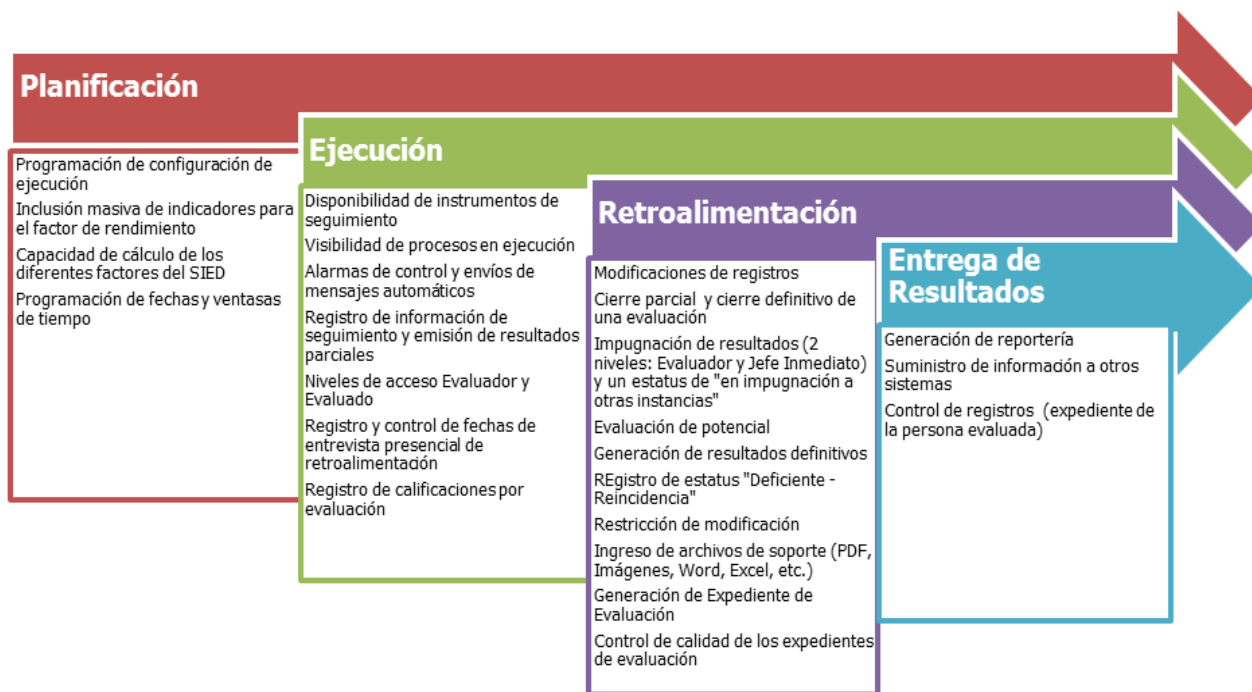 Planificación
Programación de configuración de
ejecución
Inclusión masiva de indicadores para
el factor de rendimiento
Capacidad de cálculo de los
diferentes factores del SIED
Programación de fechas y ventasas
de tiempo
Ejecución
Disponibilidad de instrumentos de
seguimiento
Visibilidad de procesos en ejecución
Alarmas de control y envíos de
mensajes automáticos
Registro de información de
seguimiento y emisión de resultados
parciales
Niveles de acceso Evaluador y
Evaluado
Registro y control de fechas de
entrevista presencial de
retroalimentación
Registro de calificaciones por
evaluación
Retroalimentación
Modificaciones de registros
Cierre parcial y cierre definitivo de
una evaluación
Impugnación de resultados (2
niveles: Evaluador y Jefe Inmediato)
y un estatus de "en impugnación a
otras instancias"
Evaluación de potencial
Generación de resultados definitivos
REgistro de estatus "Deficiente -
Reincidencia"
Restricción de modificación
Ingreso de archivos de soporte (PDF,
Imágenes, Word, Excel, etc.)
Generación de Expediente de
Evaluación
Control de calidad de los expedientes
de evaluación
Entrega de
Resultados
Generación de reportería
Suministro de información a otros
sistemas
Control de registros (expediente de
la persona evaluada)